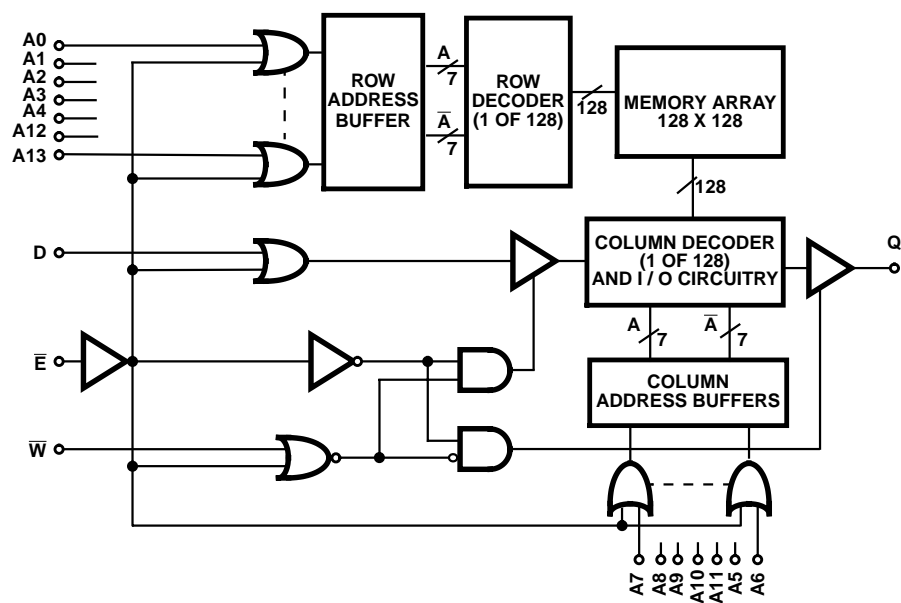 A0
A1
A2
A3
A4
A12
A13
ROW
ADDRESS
BUFFER
A
7
A̅
7
ROW
DECODER
(1 OF 128)
128
MEMORY ARRAY
128 X 128
128
D
COLUMN DECODER
(1 OF 128)
AND I / O CIRCUITRY
Q
A
7
A̅
7
E̅
COLUMN
ADDRESS BUFFERS
W̅
A7
A8
A9
A10
A11
A5
A6